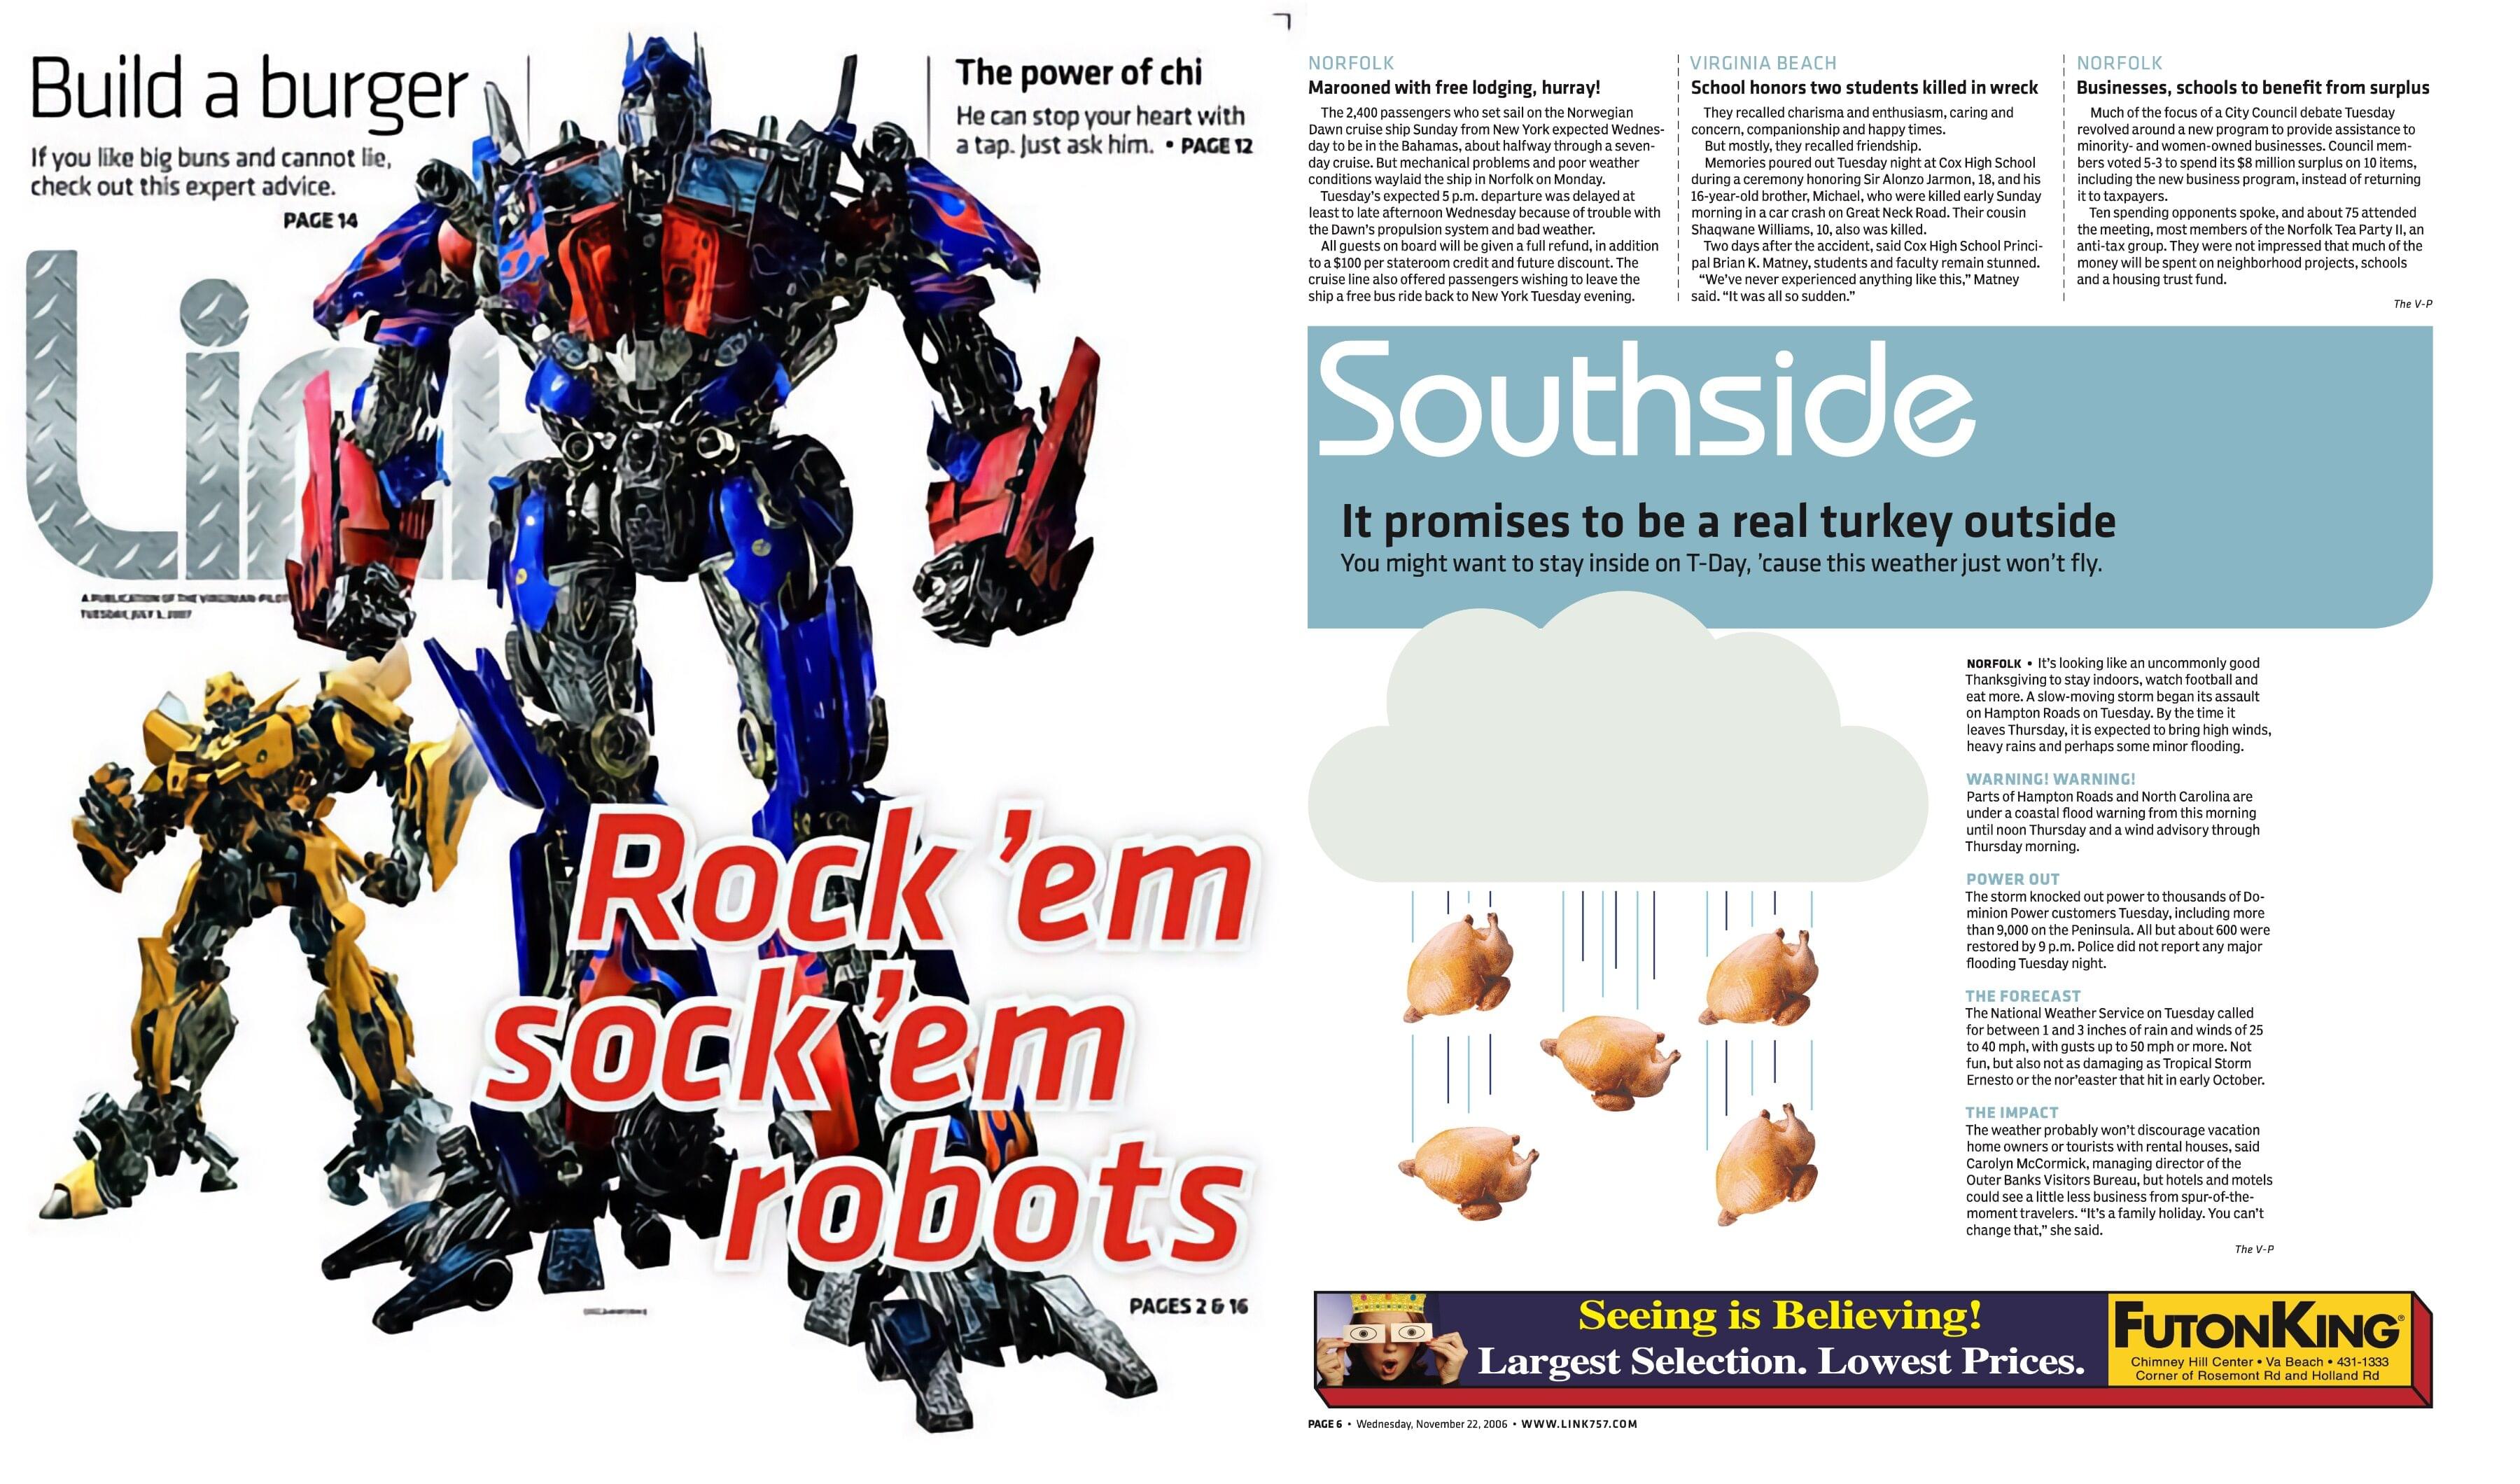 Build a burger
If you like big buns and cannot lie,
check out this expert advice.
PAGE 14
The power of chi
He can stop your heart with
a tap. Just ask him. • PAGE 12
Link
A PUBLICATION OF THE VIRGINIAN-PILOT
TUESDAY, JULY 3, 2007
Rock ’em
sock ’em
robots
PAGES 2 & 16
NORFOLK
Marooned with free lodging, hurray!
The 2,400 passengers who set sail on the Norwegian
Dawn cruise ship Sunday from New York expected Wednes-
day to be in the Bahamas, about halfway through a seven-
day cruise. But mechanical problems and poor weather
conditions waylaid the ship in Norfolk on Monday.
Tuesday’s expected 5 p.m. departure was delayed at
least to late afternoon Wednesday because of trouble with
the Dawn’s propulsion system and bad weather.
All guests on board will be given a full refund, in addition
to a $100 per stateroom credit and future discount. The
cruise line also offered passengers wishing to leave the
ship a free bus ride back to New York Tuesday evening.
VIRGINIA BEACH
School honors two students killed in wreck
They recalled charisma and enthusiasm, caring and
concern, companionship and happy times.
But mostly, they recalled friendship.
Memories poured out Tuesday night at Cox High School
during a ceremony honoring Sir Alonzo Jarmon, 18, and his
16-year-old brother, Michael, who were killed early Sunday
morning in a car crash on Great Neck Road. Their cousin
Shaqwane Williams, 10, also was killed.
Two days after the accident, said Cox High School Princi-
pal Brian K. Matney, students and faculty remain stunned.
“We’ve never experienced anything like this,” Matney
said. “It was all so sudden.”
NORFOLK
Businesses, schools to benefit from surplus
Much of the focus of a City Council debate Tuesday
revolved around a new program to provide assistance to
minority- and women-owned businesses. Council mem-
bers voted 5-3 to spend its $8 million surplus on 10 items,
including the new business program, instead of returning
it to taxpayers.
Ten spending opponents spoke, and about 75 attended
the meeting, most members of the Norfolk Tea Party II, an
anti-tax group. They were not impressed that much of the
money will be spent on neighborhood projects, schools
and a housing trust fund.
The V-P
Southside
It promises to be a real turkey outside
You might want to stay inside on T-Day, ’cause this weather just won’t fly.
NORFOLK • It’s looking like an uncommonly good
Thanksgiving to stay indoors, watch football and
eat more. A slow-moving storm began its assault
on Hampton Roads on Tuesday. By the time it
leaves Thursday, it is expected to bring high winds,
heavy rains and perhaps some minor flooding.
WARNING! WARNING!
Parts of Hampton Roads and North Carolina are
under a coastal flood warning from this morning
until noon Thursday and a wind advisory through
Thursday morning.
POWER OUT
The storm knocked out power to thousands of Do-
minion Power customers Tuesday, including more
than 9,000 on the Peninsula. All but about 600 were
restored by 9 p.m. Police did not report any major
flooding Tuesday night.
THE FORECAST
The National Weather Service on Tuesday called
for between 1 and 3 inches of rain and winds of 25
to 40 mph, with gusts up to 50 mph or more. Not
fun, but also not as damaging as Tropical Storm
Ernesto or the nor’easter that hit in early October.
THE IMPACT
The weather probably won’t discourage vacation
home owners or tourists with rental houses, said
Carolyn McCormick, managing director of the
Outer Banks Visitors Bureau, but hotels and motels
could see a little less business from spur-of-the-
moment travelers. “It’s a family holiday. You can’t
change that,” she said.
The V-P
Seeing is Believing!
Largest Selection. Lowest Prices.
FUTONKING®
Chimney Hill Center • Va Beach • 431-1333
Corner of Rosemont Rd and Holland Rd
PAGE 6 • Wednesday, November 22, 2006 • WWW.LINK757.COM